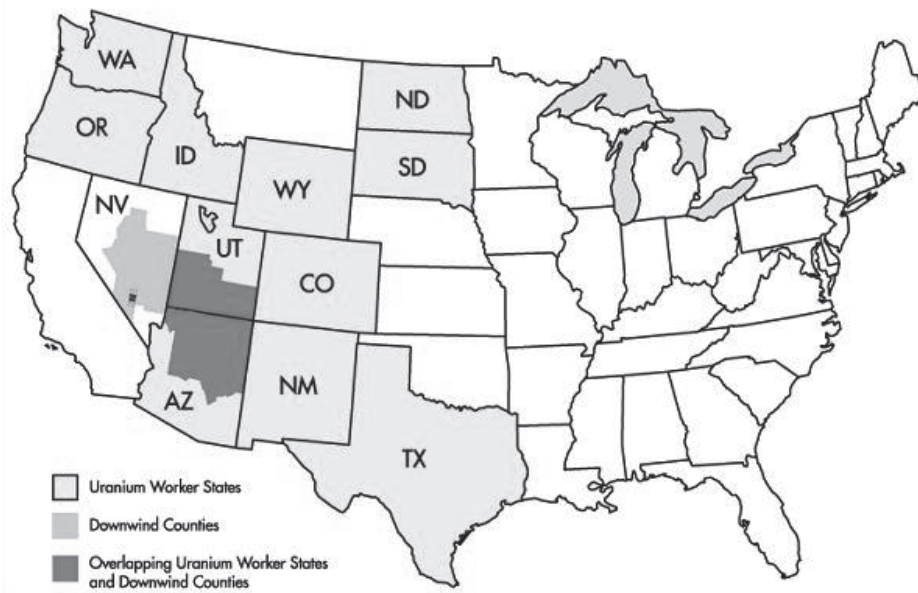 WA
ND
OR
ID
SD
WY
NV
UT
CO
AZ
NM
TX
Uranium Worker States
Downwind Counties
Overlapping Uranium Worker States
and Downwind Counties